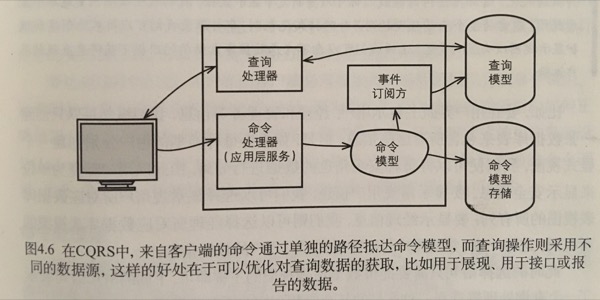 查询
处理器
事件
订阅方
查询
模型
命令
处理器
(应用层服务)
命令
模型
命令
模型
存储
图4.6 在CQRS中，来自客户端的命令通过单独的路径抵达命令模型，而查询操作则采用不
同的数据源，这样的好处在于可以优化对查询数据的获取，比如用于展现、用于接口或报
告的数据。